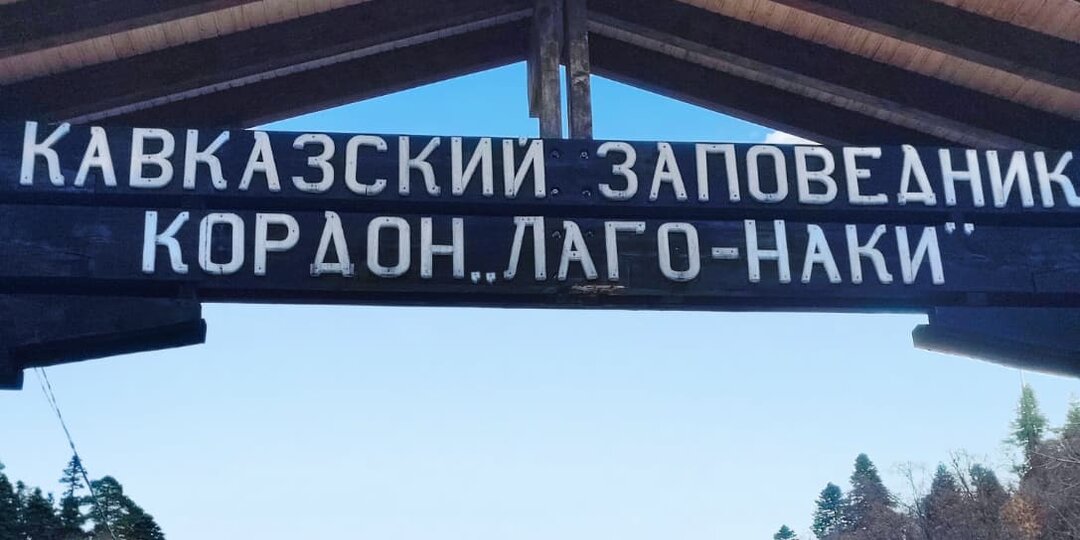 КАВКАЗСКИЙ ЗАПОВЕДНИК
КОРДОН „ЛАГО-НАКИ"